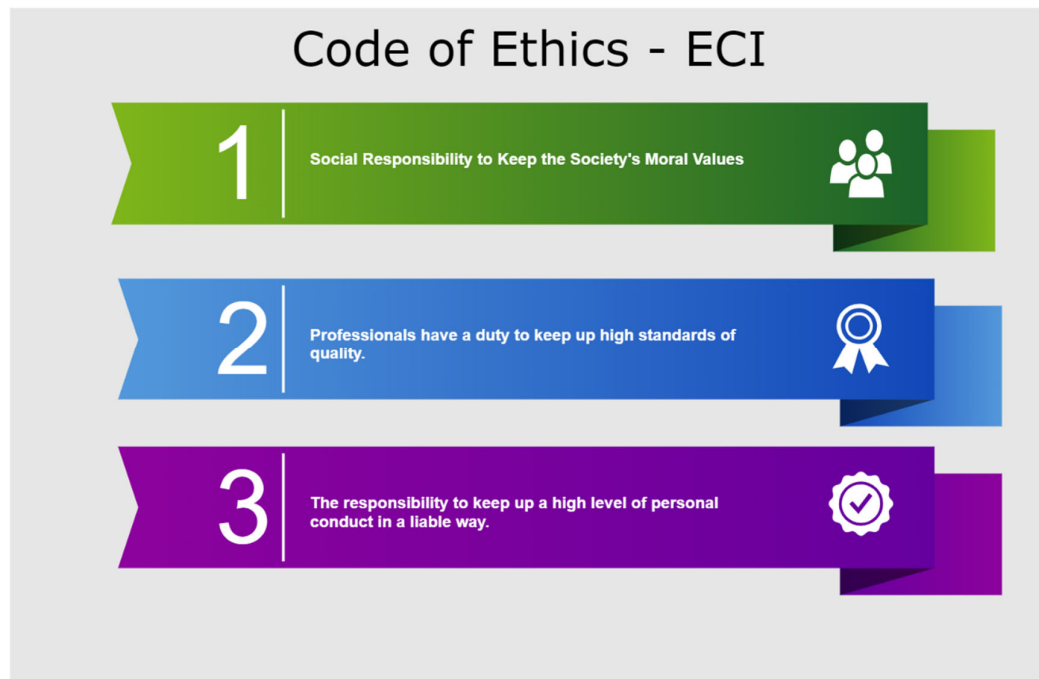 Code of Ethics - ECI
1
Social Responsibility to Keep the Society's Moral Values
2
Professionals have a duty to keep up high standards of
quality.
3
The responsibility to keep up a high level of personal
conduct in a liable way.